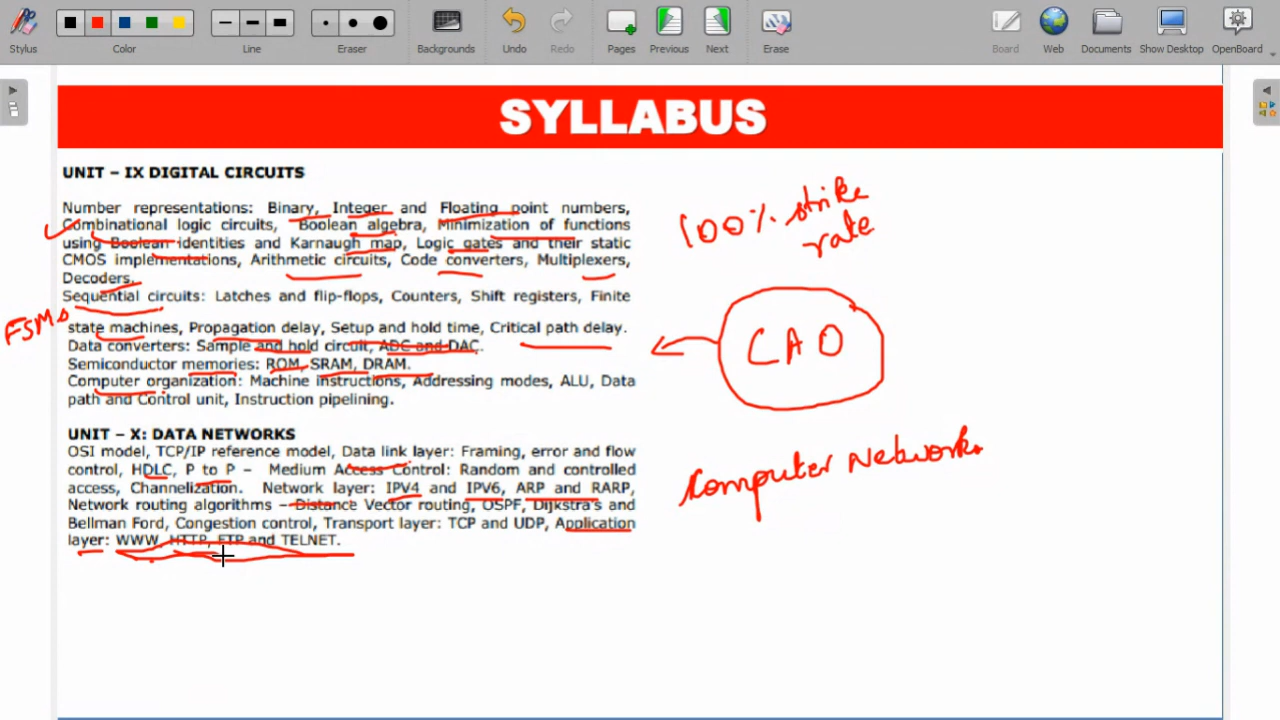 Stylus
Color
Line
Eraser
Backgrounds
Undo
Redo
Pages
Previous
Next
Erase
Board
Web
Documents
Show Desktop
OpenBoard
SYLLABUS
UNIT – IX DIGITAL CIRCUITS
Number representations: Binary, Integer and Floating point numbers,
Combinational logic circuits, Boolean algebra, Minimization of functions
using Boolean identities and Karnaugh map, Logic gates and their static
CMOS implementations, Arithmetic circuits, Code converters, Multiplexers,
Decoders.
Sequential circuits: Latches and flip-flops, Counters, Shift registers, Finite
state machines, Propagation delay, Setup and hold time, Critical path delay.
Data converters: Sample and hold circuit, ADC and DAC.
Semiconductor memories: ROM, SRAM, DRAM.
Computer organization: Machine instructions, Addressing modes, ALU, Data
path and Control unit, Instruction pipelining.
UNIT – X: DATA NETWORKS
OSI model, TCP/IP reference model, Data link layer: Framing, error and flow
control, HDLC, P to P – Medium Access Control: Random and controlled
access, Channelization. Network layer: IPV4 and IPV6, ARP and RARP,
Network routing algorithms – Distance Vector routing, OSPF, Dijkstra's and
Bellman Ford, Congestion control, Transport layer: TCP and UDP, Application
layer: WWW, HTTP, FTP and TELNET.
FSMs
100% strike
rate
CAO
Computer Networks